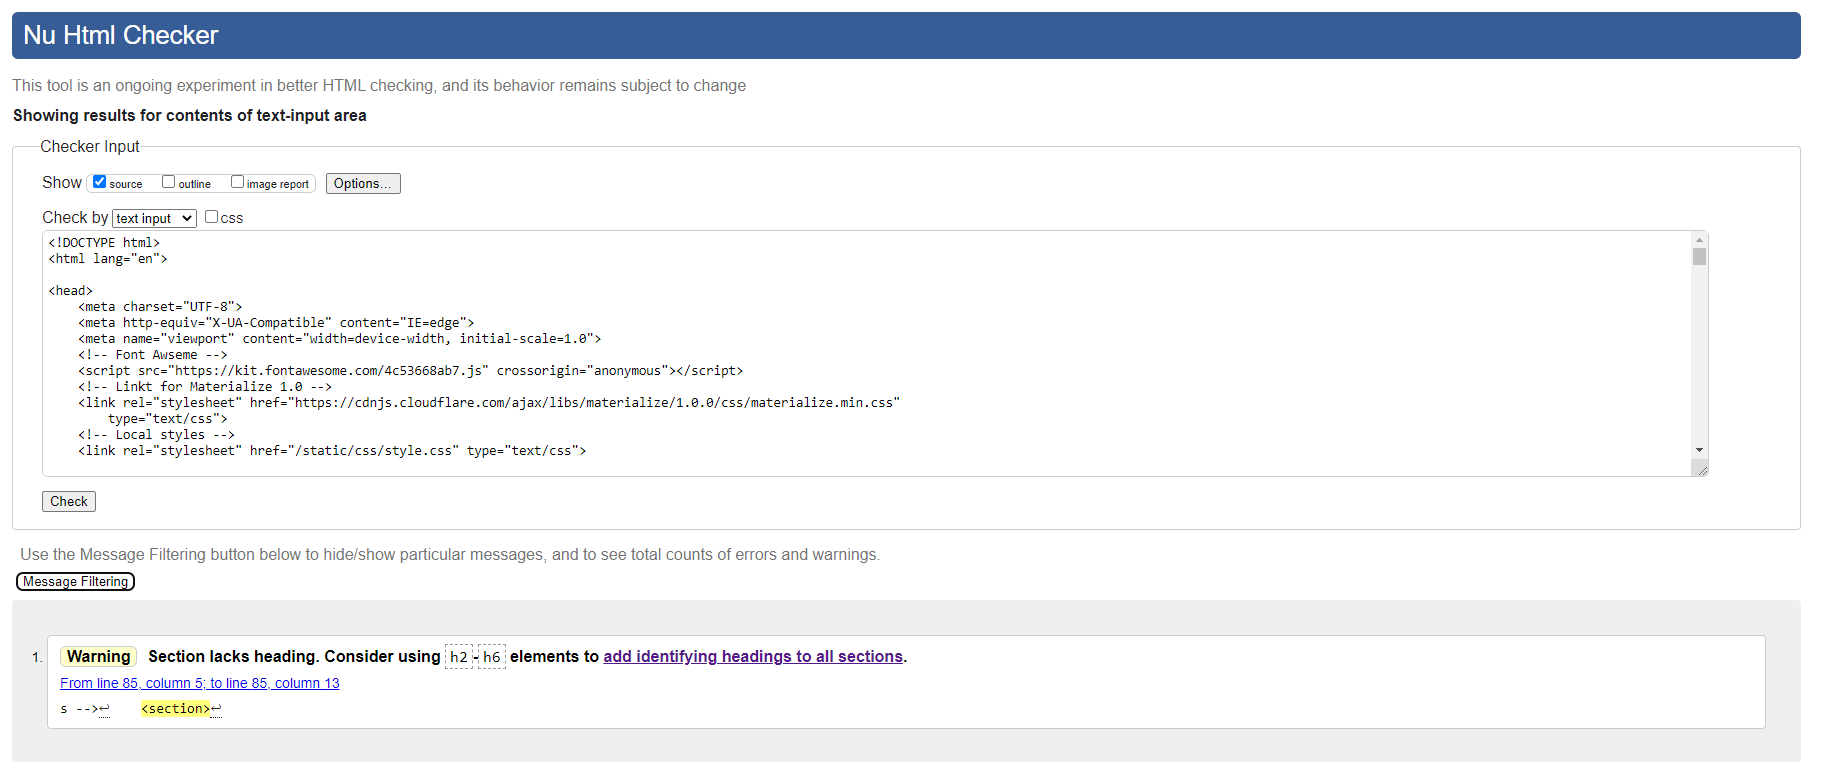 Nu Html Checker
This tool is an ongoing experiment in better HTML checking, and its behavior remains subject to change
Showing results for contents of text-input area
Checker Input
Show source outline image report Options...
Check by text input css
<!DOCTYPE html>
<html lang="en">
<head>
    <meta charset="UTF-8">
    <meta http-equiv="X-UA-Compatible" content="IE=edge">
    <meta name="viewport" content="width=device-width, initial-scale=1.0">
    <!-- Font Awseme -->
    <script src="https://kit.fontawesome.com/4c53668ab7.js" crossorigin="anonymous"></script>
    <!-- Linkt for Materialize 1.0 -->
    <link rel="stylesheet" href="https://cdnjs.cloudflare.com/ajax/libs/materialize/1.0.0/css/materialize.min.css"
        type="text/css">
    <!-- Local styles -->
    <link rel="stylesheet" href="/static/css/style.css" type="text/css">
Check
Use the Message Filtering button below to hide/show particular messages, and to see total counts of errors and warnings.
Message Filtering
1. Warning Section lacks heading. Consider using h2-h6 elements to add identifying headings to all sections.
From line 85, column 5; to line 85, column 13
s -->↩    <section>↩